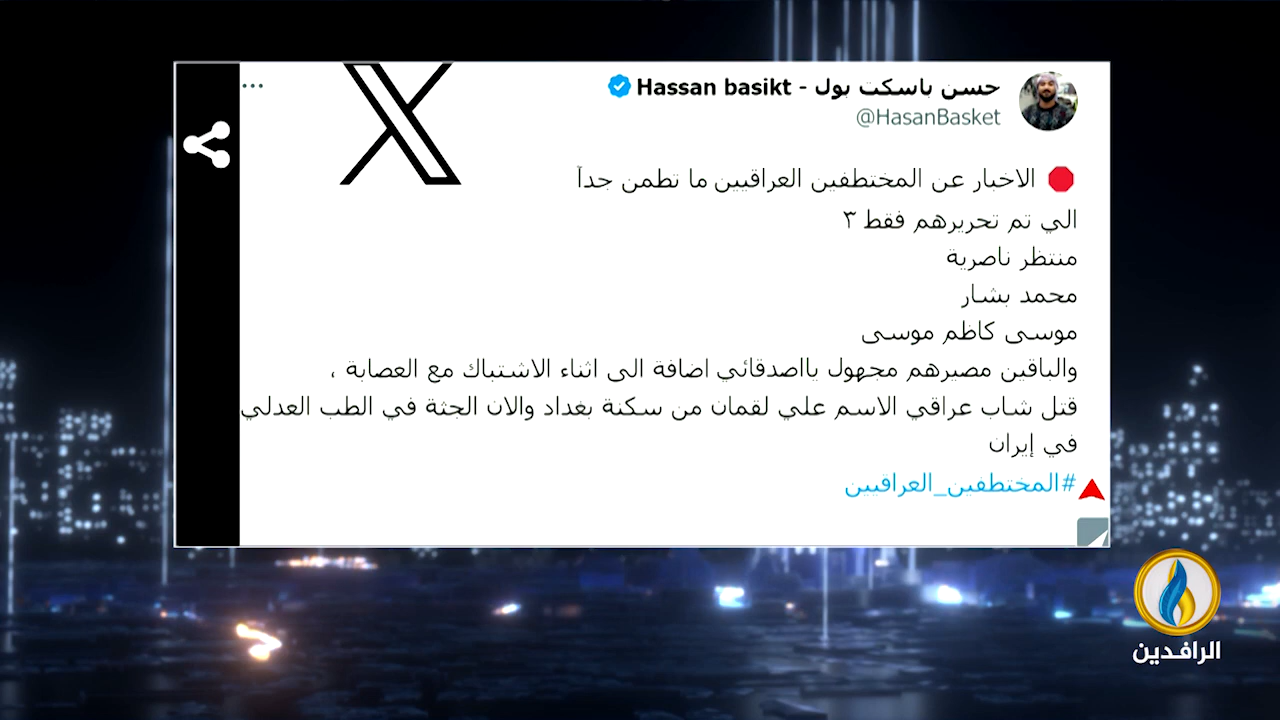 حسن باسكت بول - Hassan basikt
@HasanBasket
الاخبار عن المختطفين العراقيين ما تطمن جداً
الي تم تحريرهم فقط ٣
منتظر ناصرية
محمد بشار
موسى كاظم موسى
والباقين مصيرهم مجهول يااصدقائي اضافة الى اثناء الاشتباك مع العصابة ،
قتل شاب عراقي الاسم علي لقمان من سكنة بغداد والان الجثة في الطب العدلي
في إيران
#المختطفين_العراقيين
الرافدين